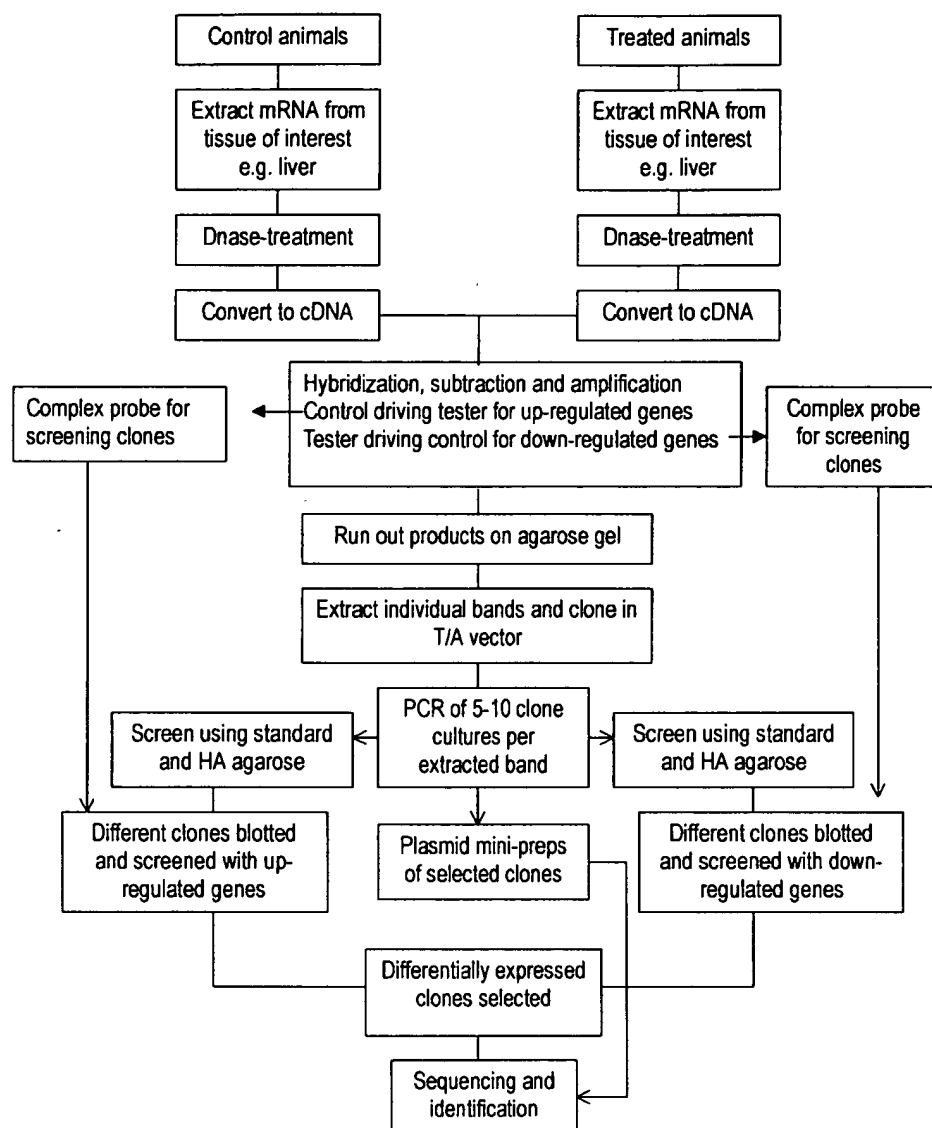 Control animals
Treated animals
Extract mRNA from
tissue of interest
e.g. liver
Extract mRNA from
tissue of interest
e.g. liver
Dnase-treatment
Dnase-treatment
Convert to cDNA
Convert to cDNA
Complex probe for
screening clones
Hybridization, subtraction and amplification
Control driving tester for up-regulated genes
Tester driving control for down-regulated genes
Complex probe
for screening
clones
Run out products on agarose gel
Extract individual bands and clone in
T/A vector
Screen using standard
and HA agarose
PCR of 5-10 clone
cultures per
extracted band
Screen using standard
and HA agarose
Different clones blotted
and screened with up-
regulated genes
Plasmid mini-preps
of selected clones
Different clones blotted
and screened with down-
regulated genes
Differentially expressed
clones selected
Sequencing and
identification